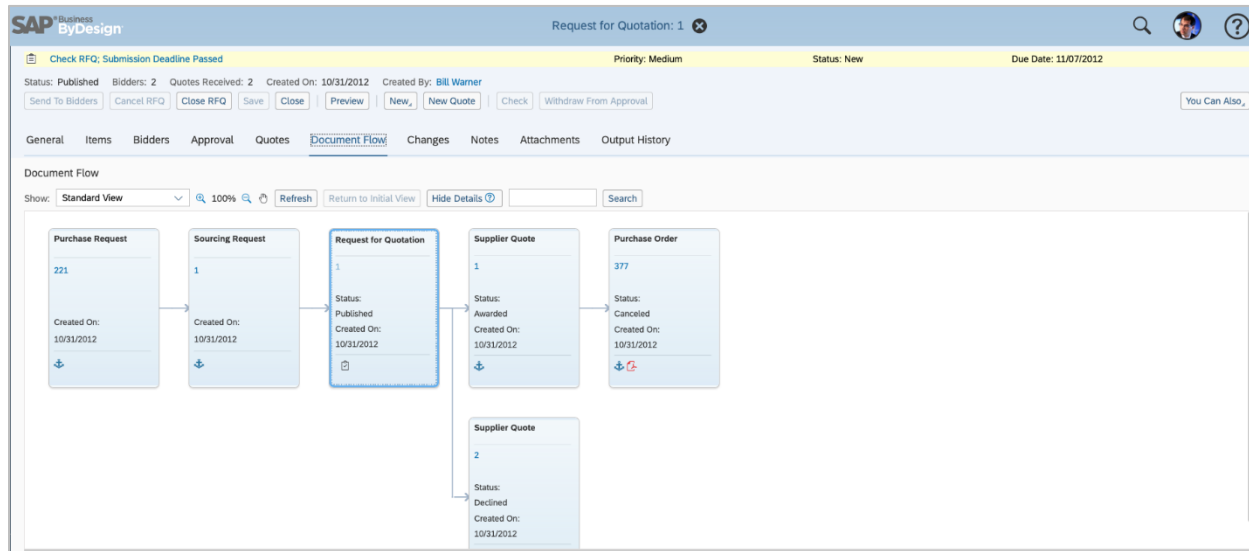 SAP Business ByDesign
Request for Quotation: 1
Check RFQ; Submission Deadline Passed Priority: Medium Status: New Due Date: 11/07/2012
Status: Published Bidders: 2 Quotes Received: 2 Created On: 10/31/2012 Created By: Bill Warner
Send To Bidders Cancel RFQ Close RFQ Save Close Preview New New Quote Check Withdraw From Approval You Can Also
General Items Bidders Approval Quotes Document Flow Changes Notes Attachments Output History
Document Flow
Show: Standard View 100% Refresh Return to Initial View Hide Details ? Search
Purchase Request
221
Created On:
10/31/2012
Sourcing Request
1
Created On:
10/31/2012
Request for Quotation
1
Status:
Published
Created On:
10/31/2012
Supplier Quote
1
Status:
Awarded
Created On:
10/31/2012
Purchase Order
377
Status:
Canceled
Created On:
10/31/2012
Supplier Quote
2
Status:
Declined
Created On:
10/31/2012